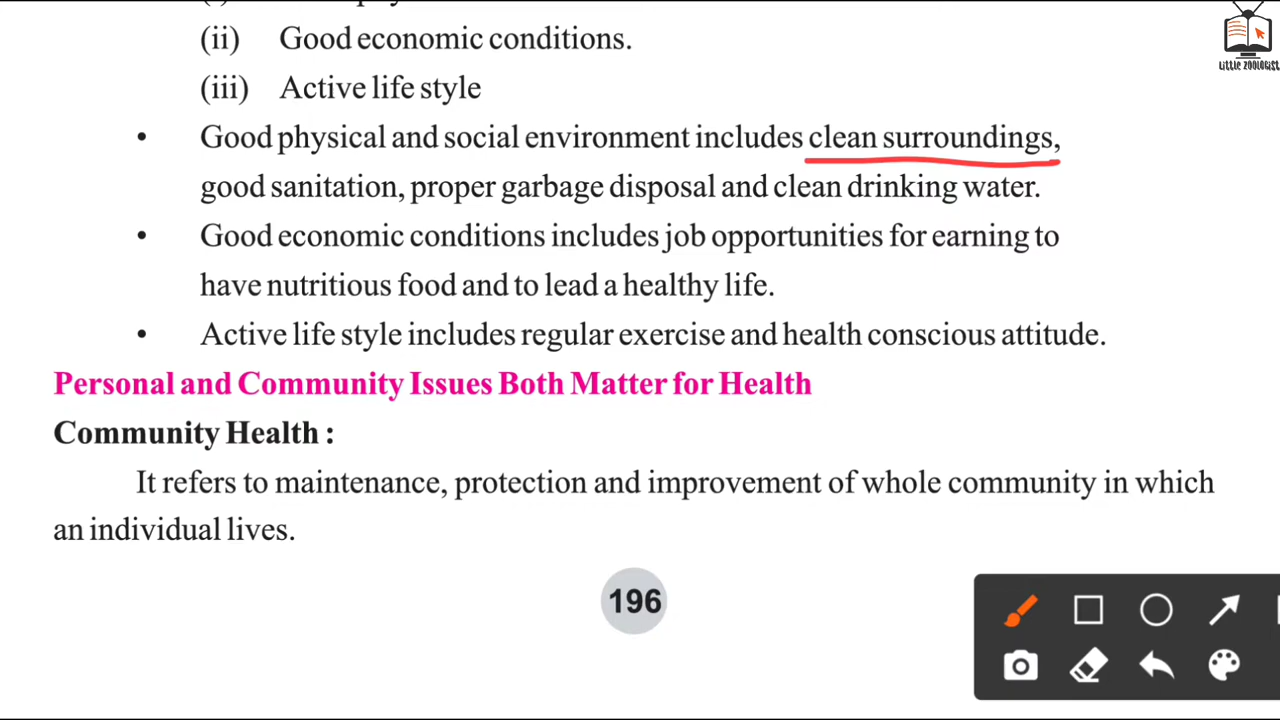 (ii) Good economic conditions.
(iii) Active life style
• Good physical and social environment includes clean surroundings,
good sanitation, proper garbage disposal and clean drinking water.
• Good economic conditions includes job opportunities for earning to
have nutritious food and to lead a healthy life.
• Active life style includes regular exercise and health conscious attitude.
Personal and Community Issues Both Matter for Health
Community Health :
It refers to maintenance, protection and improvement of whole community in which
an individual lives.
196
LITTLE ZOOLOGIST